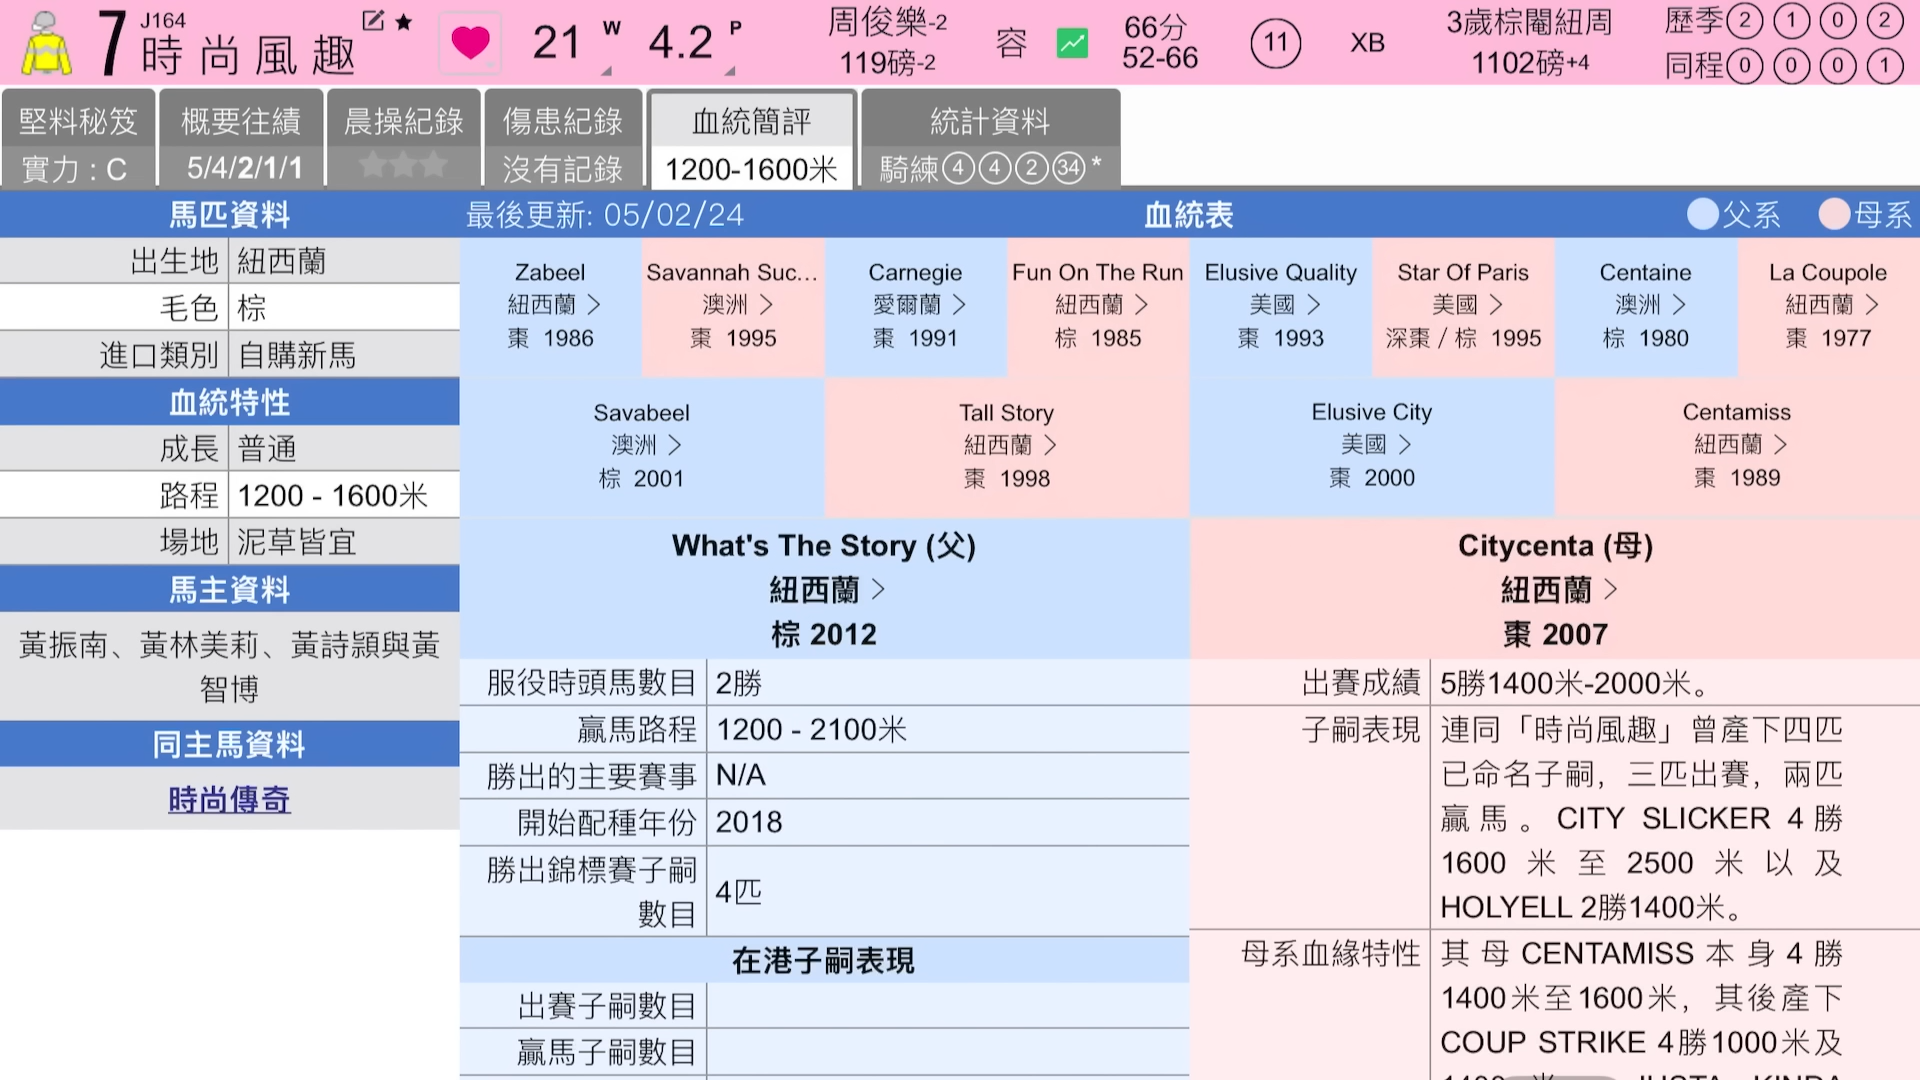 7
J164
時尚風趣
21 W
4.2 P
周俊樂-2
119磅-2
容
66分
52-66
11
XB
3歲棕閹紐周
1102磅+4
歷季 2 1 0 2
同程 0 0 0 1
堅料秘笈
實力 : C
概要往績
5/4/2/1/1
晨操紀錄
傷患紀錄
沒有記錄
血統簡評
1200-1600米
統計資料
騎練 4 4 2 34 *
馬匹資料
出生地 紐西蘭
毛色 棕
進口類別 自購新馬
血統特性
成長 普通
路程 1200 - 1600米
場地 泥草皆宜
馬主資料
黃振南、黃林美莉、黃詩頴與黃
智博
同主馬資料
時尚傳奇
最後更新: 05/02/24
血統表
父系
母系
Zabeel
紐西蘭 >
棗 1986
Savannah Suc...
澳洲 >
棗 1995
Carnegie
愛爾蘭 >
棗 1991
Fun On The Run
紐西蘭 >
棕 1985
Elusive Quality
美國 >
棗 1993
Star Of Paris
美國 >
深棗 / 棕 1995
Centaine
澳洲 >
棕 1980
La Coupole
紐西蘭 >
棗 1977
Savabeel
澳洲 >
棕 2001
Tall Story
紐西蘭 >
棗 1998
Elusive City
美國 >
棗 2000
Centamiss
紐西蘭 >
棗 1989
What's The Story (父)
紐西蘭 >
棕 2012
服役時頭馬數目 2勝
贏馬路程 1200 - 2100米
勝出的主要賽事 N/A
開始配種年份 2018
勝出錦標賽子嗣
數目 4匹
在港子嗣表現
出賽子嗣數目
贏馬子嗣數目
Citycenta (母)
紐西蘭 >
棗 2007
出賽成績 5勝1400米-2000米。
子嗣表現 連同「時尚風趣」曾產下四匹
已命名子嗣，三匹出賽，兩匹
贏馬。CITY SLICKER 4勝
1600米至2500米以及
HOLYELL 2勝1400米。
母系血緣特性 其母CENTAMISS本身4勝
1400米至1600米，其後產下
COUP STRIKE 4勝1000米及